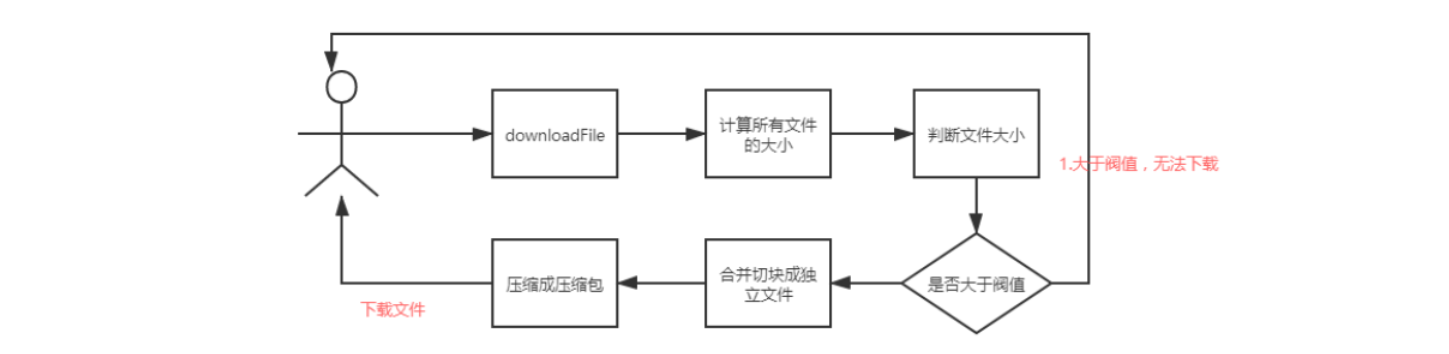 downloadFile
计算所有文件
的大小
判断文件大小
1.大于阀值，无法下载
是否大于阀值
合并切块成独
立文件
压缩成压缩包
下载文件